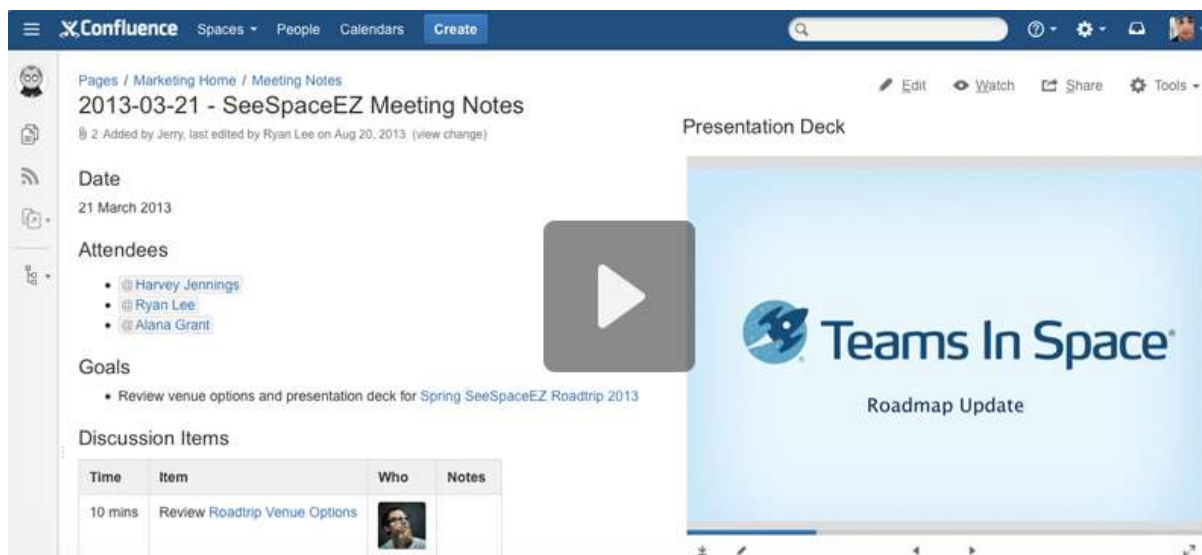 Confluence Spaces People Calendars Create
Pages / Marketing Home / Meeting Notes
Edit Watch Share Tools
2013-03-21 - SeeSpaceEZ Meeting Notes
2 Added by Jerry, last edited by Ryan Lee on Aug 20, 2013 (view change)
Presentation Deck
Date
21 March 2013
Attendees
@Harvey Jennings
@Ryan Lee
@Alana Grant
Goals
Review venue options and presentation deck for Spring SeeSpaceEZ Roadtrip 2013
Discussion Items
Time Item Who Notes
10 mins Review Roadtrip Venue Options
Teams In Space
Roadmap Update